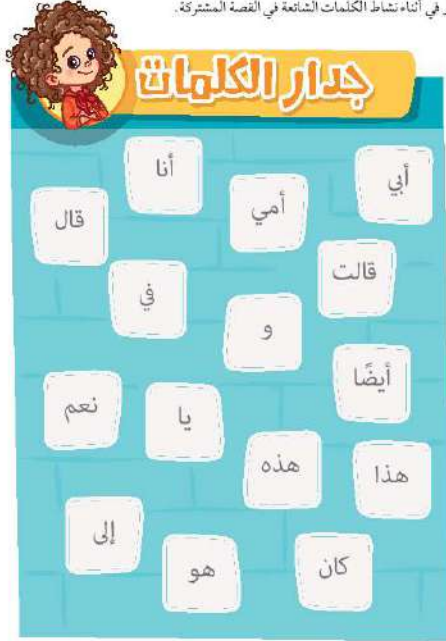 في أثناء نشاط الكلمات الشائعة في القصة المشتركة.
جدار الكلمات
أبي
أنا
أمي
قال
قالت
في
و
أيضًا
نعم
يا
هذه
هذا
إلى
هو
كان